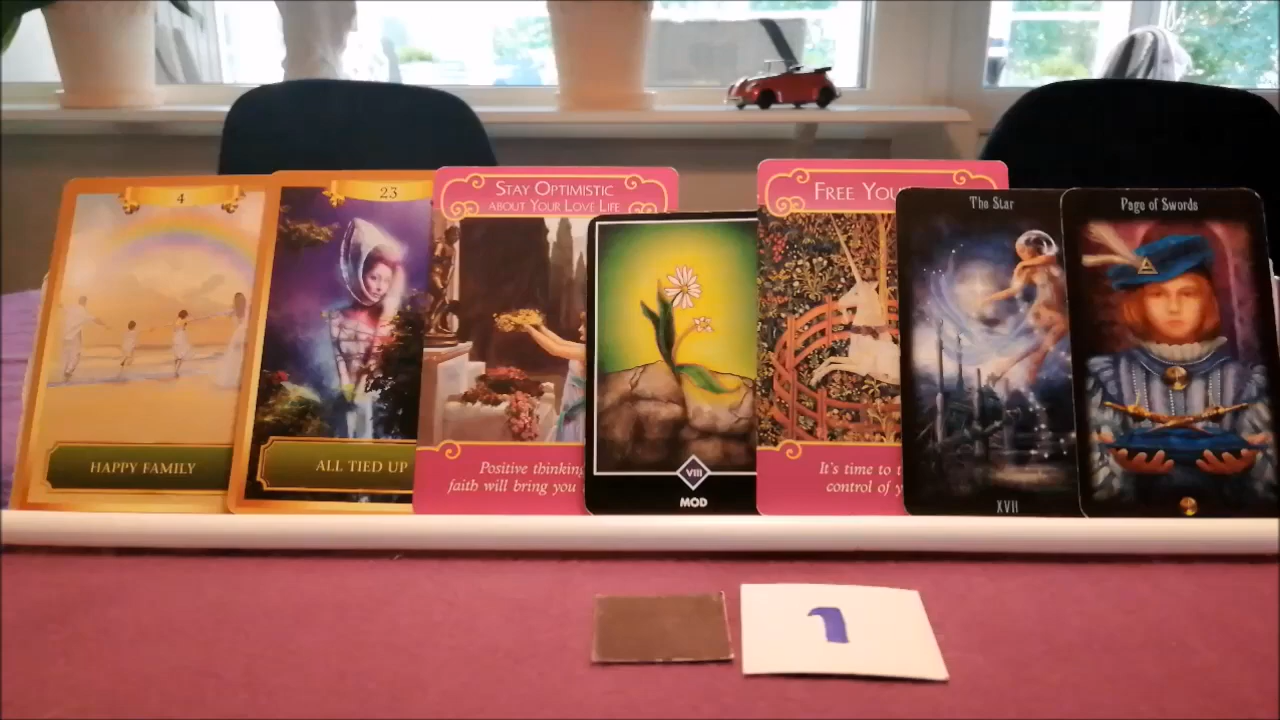 4
HAPPY FAMILY
23
ALL TIED UP
STAY OPTIMISTIC
ABOUT YOUR LOVE LIFE
Positive thinking
faith will bring you
VIII
MOD
FREE YOU
It's time to t
control of y
The Star
XVII
Page of Swords
1